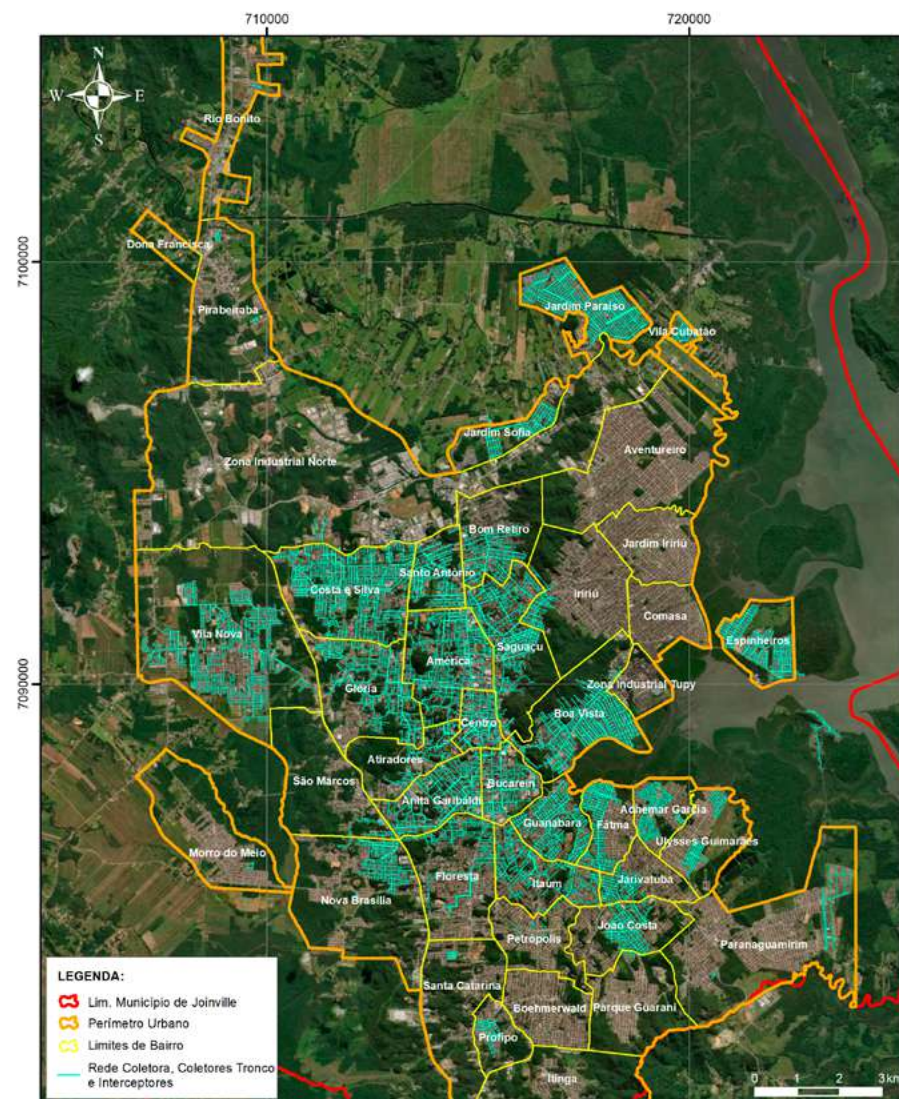 710000
720000
N
W
E
S
Rio Bonito
7100000
Dona Francisca
Pirabeiraba
Jardim Paraíso
Vila Cubatão
Jardim Sofia
Aventureiro
Zona Industrial Norte
Bom Retiro
Jardim Iririú
Santo Antônio
Costa e Silva
Iririú
Comasa
Vila Nova
Saguaçu
Espinheiros
América
Glória
Zona Industrial Tupy
7090000
Boa Vista
Centro
Atiradores
São Marcos
Bucarein
Anita Garibaldi
Adhemar Garcia
Guanabara
Fátma
Ulysses Guimarães
Morro do Meio
Floresta
Itaum
Jarivatuba
Nova Brasília
João Costa
Petrópolis
Paranaguamirim
Santa Catarina
Boehmerwald
Parque Guarani
Profipo
Itinga
LEGENDA:
Lim. Município de Joinville
Perímetro Urbano
Limites de Bairro
Rede Coletora, Coletores Tronco
e Interceptores
0 1 2 3
km